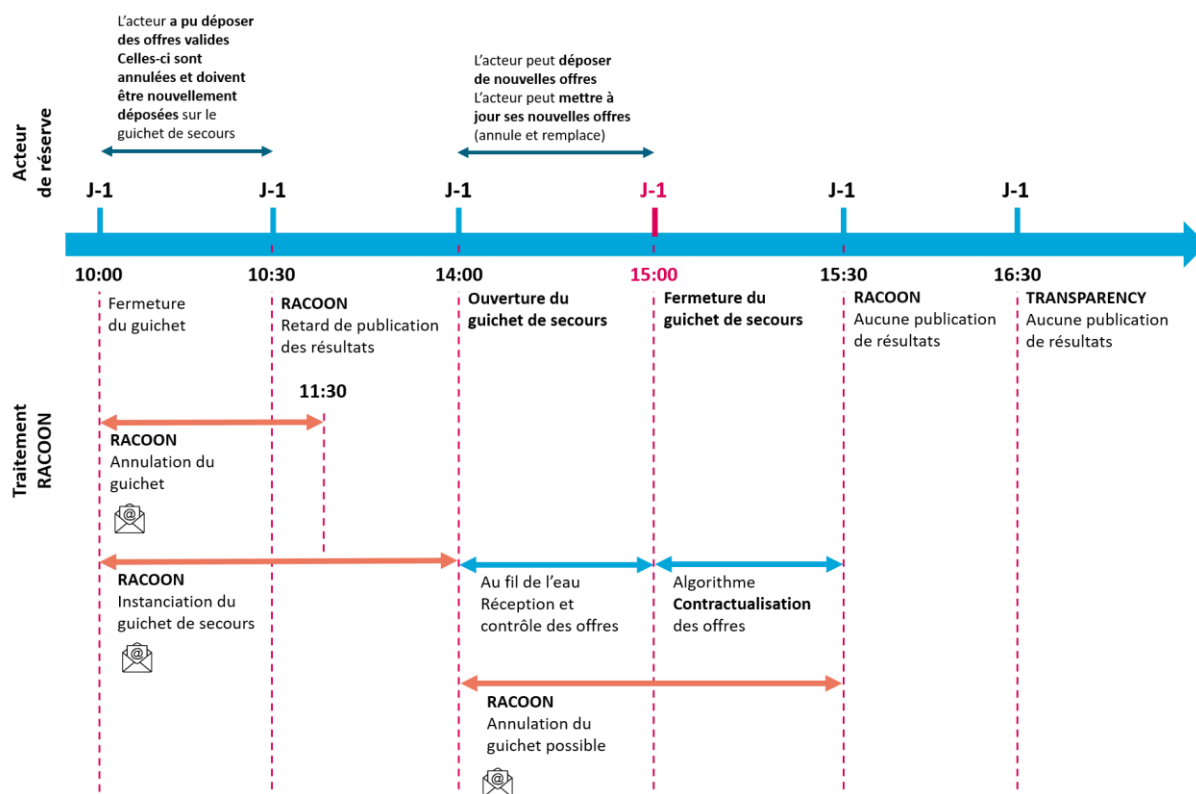 L'acteur a pu déposer
des offres valides
Celles-ci sont
annulées et doivent
être nouvellement
déposées sur le
guichet de secours
L'acteur peut déposer
de nouvelles offres
L'acteur peut mettre à
jour ses nouvelles offres
(annule et remplace)
Acteur
de réserve
J-1
J-1
J-1
J-1
J-1
J-1
10:00
10:30
14:00
15:00
15:30
16:30
Fermeture
du guichet
RACOON
Retard de publication
des résultats
Ouverture du
guichet de secours
Fermeture du
guichet de secours
RACOON
Aucune publication
de résultats
TRANSPARENCY
Aucune publication
de résultats
11:30
Traitement
RACOON
RACOON
Annulation du
guichet
RACOON
Instanciation du
guichet de secours
Au fil de l'eau
Réception et
contrôle des offres
Algorithme
Contractualisation
des offres
RACOON
Annulation du
guichet possible